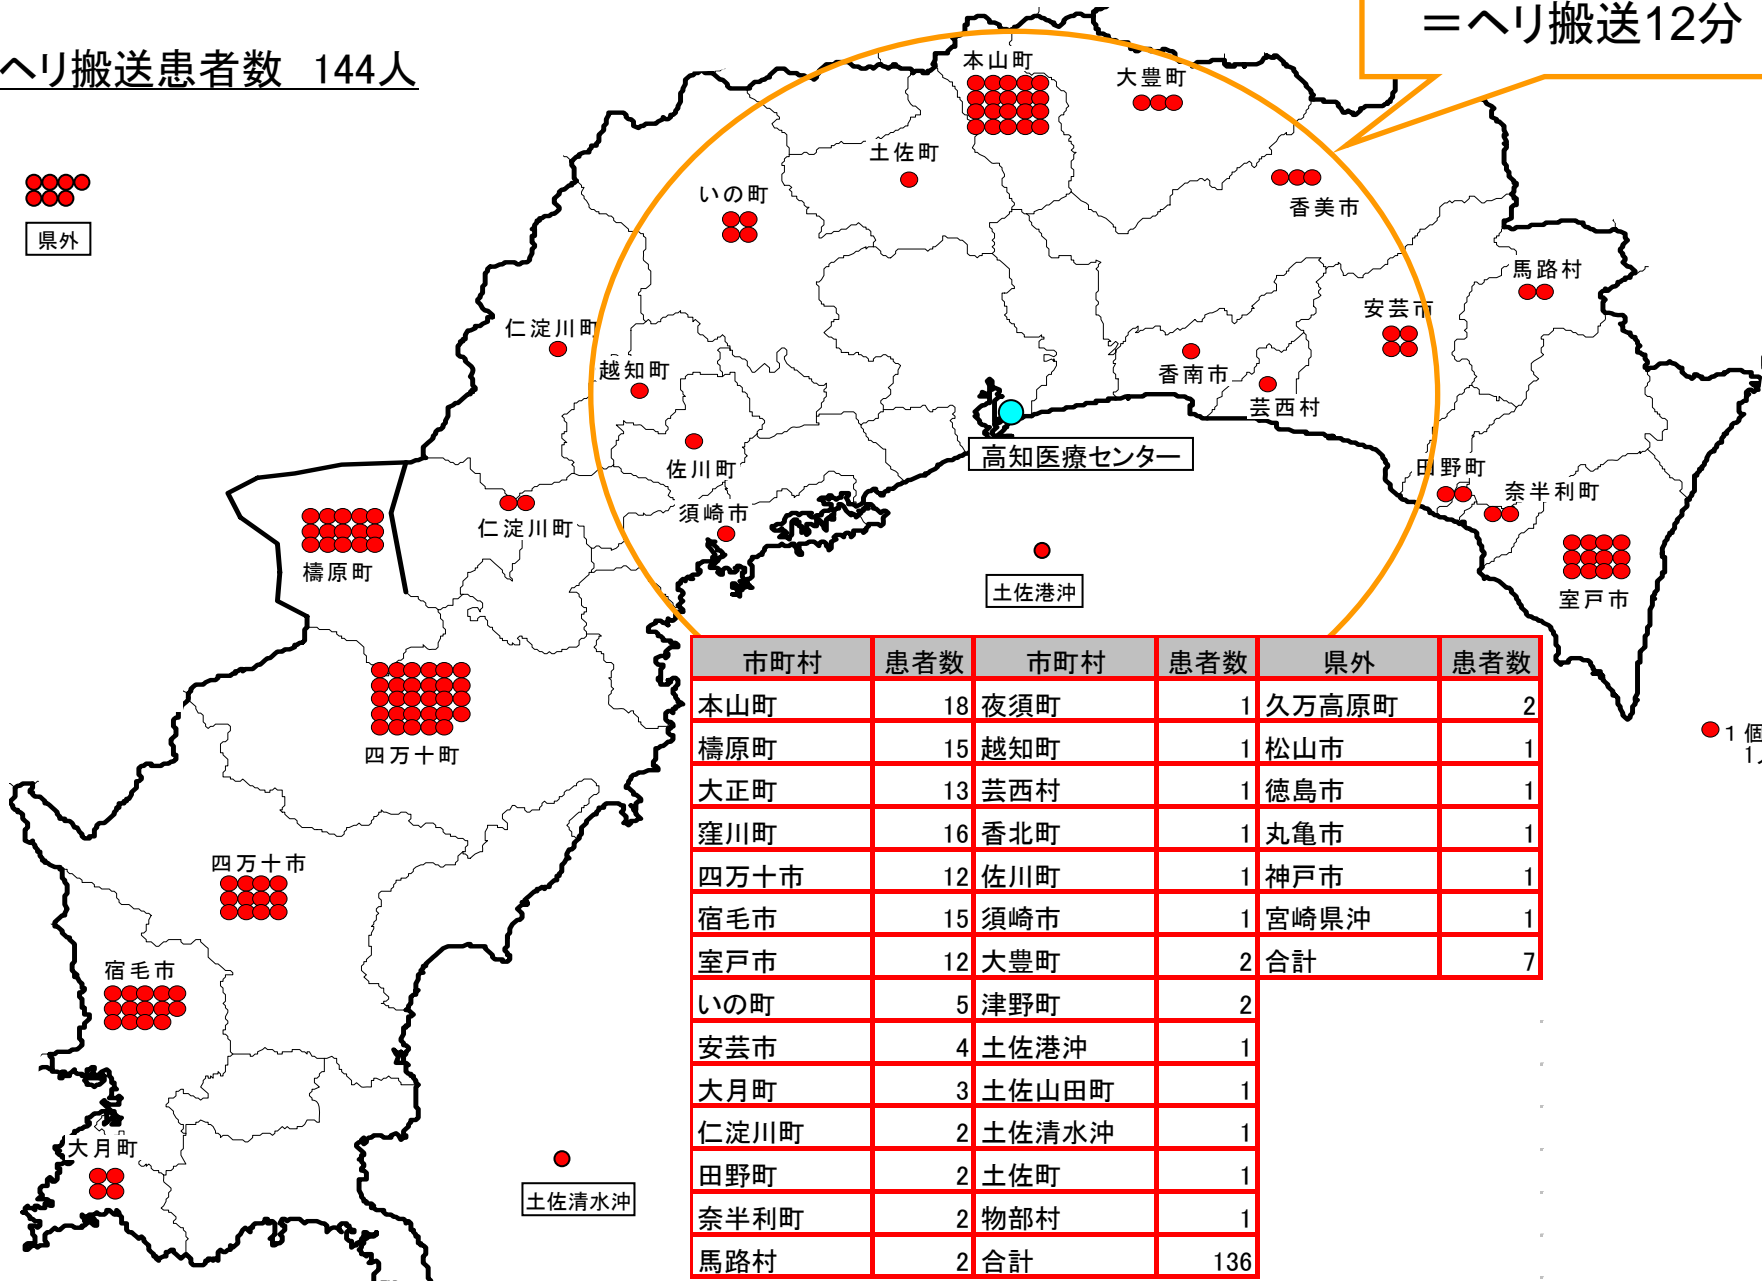 ＝ヘリ搬送12分
ヘリ搬送患者数 144人
本山町
大豊町
土佐町
いの町
香美市
県外
馬路村
安芸市
仁淀川町
越知町
香南市
芸西村
高知医療センター
佐川町
田野町
奈半利町
須崎市
仁淀川町
檮原町
土佐港沖
室戸市
四万十町
四万十市
宿毛市
大月町
土佐清水沖
1個
市町村 患者数 市町村 患者数 県外 患者数
本山町 18 夜須町 1 久万高原町 2
檮原町 15 越知町 1 松山市 1
大正町 13 芸西村 1 徳島市 1
窪川町 16 香北町 1 丸亀市 1
四万十市 12 佐川町 1 神戸市 1
宿毛市 15 須崎市 1 宮崎県沖 1
室戸市 12 大豊町 2 合計 7
いの町 5 津野町 2
安芸市 4 土佐港沖 1
大月町 3 土佐山田町 1
仁淀川町 2 土佐清水沖 1
田野町 2 土佐町 1
奈半利町 2 物部村 1
馬路村 2 合計 136